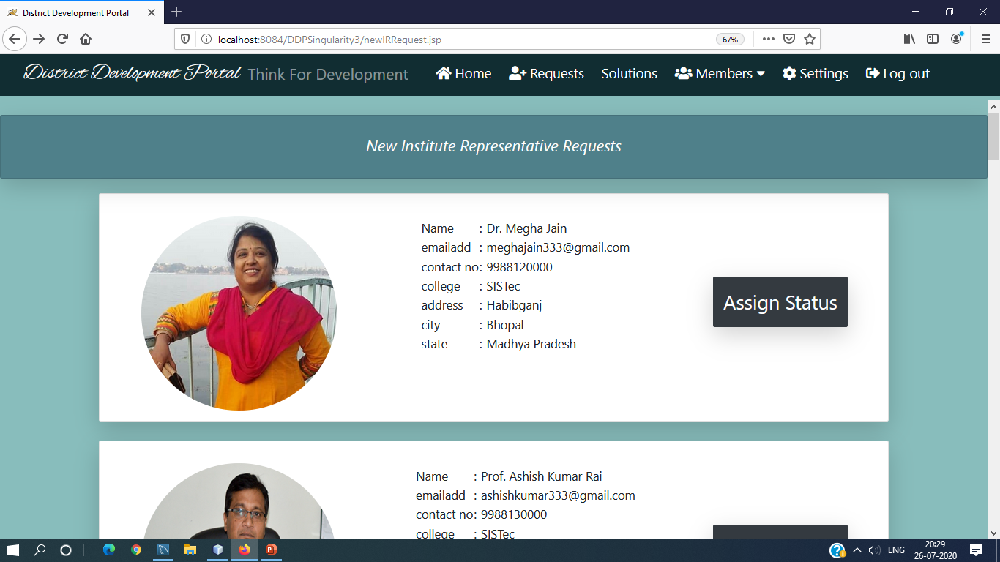 District Development Portal
localhost:8084/DDPSingularity3/newIRRequest.jsp
67%
District Development Portal Think For Development Home Requests Solutions Members Settings Log out
New Institute Representative Requests
Name : Dr. Megha Jain
emailadd : meghajain333@gmail.com
contact no : 9988120000
college : SISTec
address : Habibganj
city : Bhopal
state : Madhya Pradesh
Assign Status
Name : Prof. Ashish Kumar Rai
emailadd : ashishkumar333@gmail.com
contact no : 9988130000
college : SISTec
ENG
20:29
26-07-2020